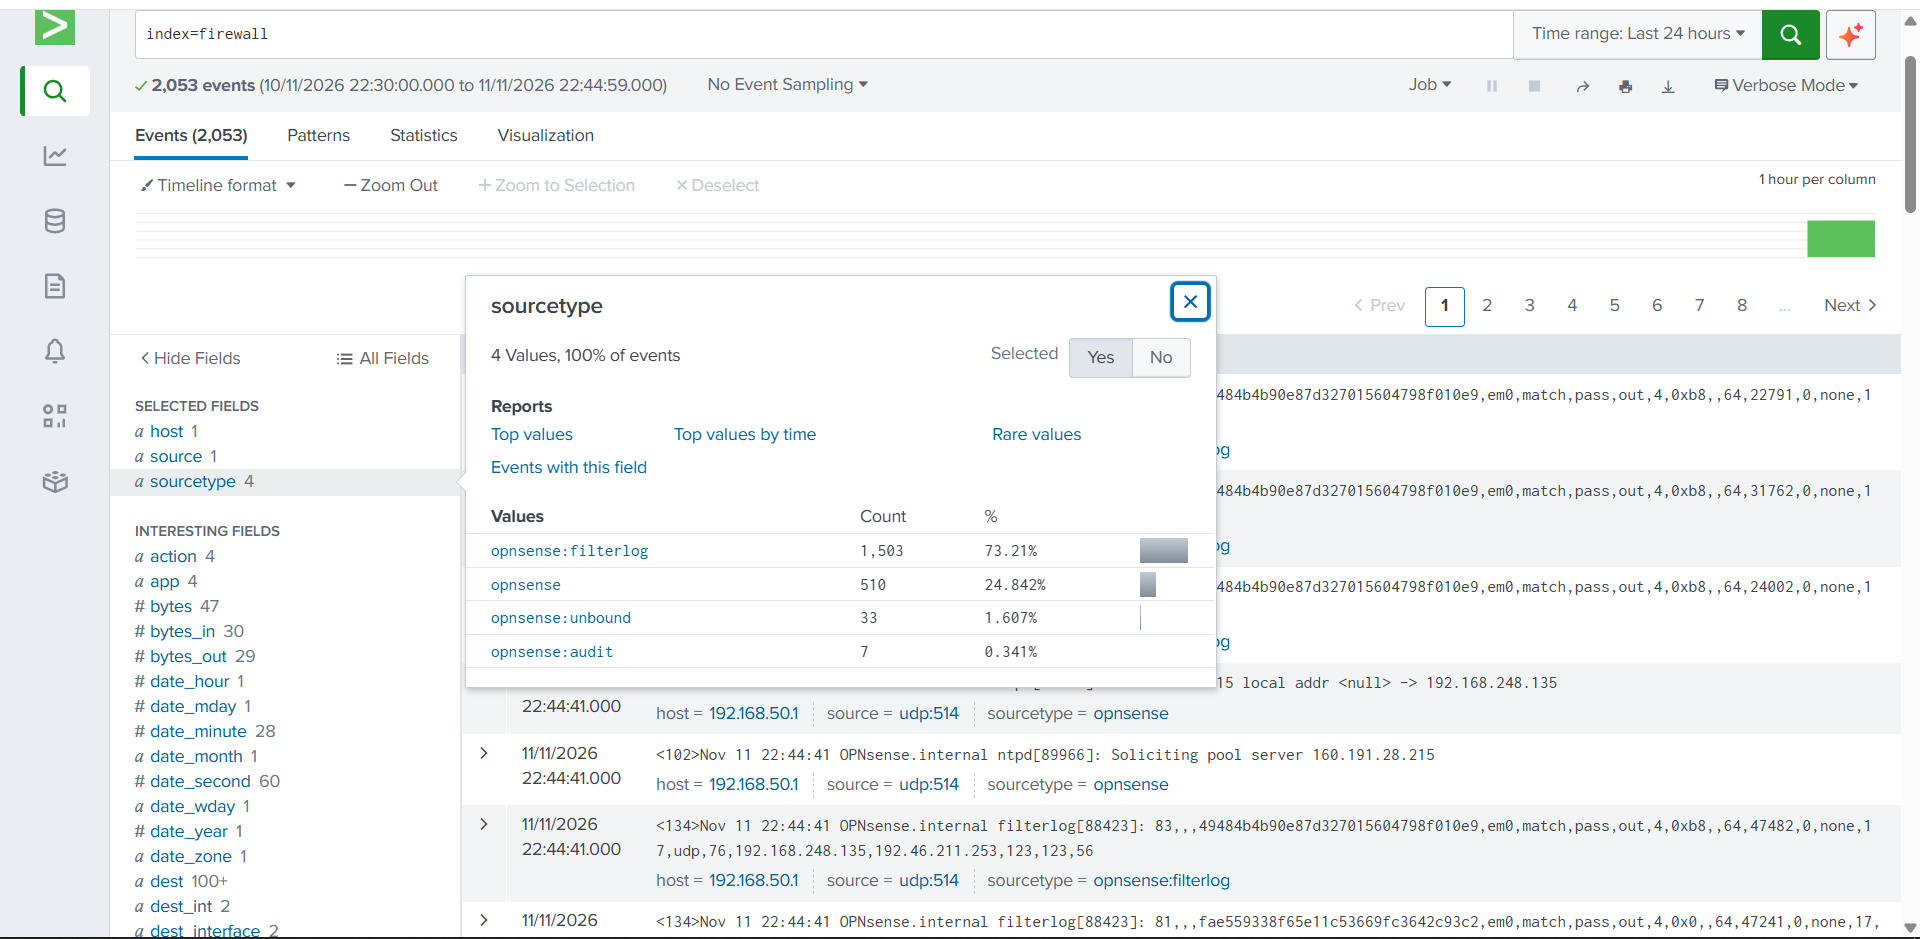 index=firewall
Time range: Last 24 hours
2,053 events (10/11/2026 22:30:00.000 to 11/11/2026 22:44:59.000)
No Event Sampling
Job
Verbose Mode
Events (2,053)
Patterns
Statistics
Visualization
Timeline format
Zoom Out
+ Zoom to Selection
× Deselect
1 hour per column
sourcetype
4 Values, 100% of events
Selected
Yes
No
Reports
Top values
Top values by time
Rare values
Events with this field
Values Count %
opnsense:filterlog 1,503 73.21%
opnsense 510 24.842%
opnsense:unbound 33 1.607%
opnsense:audit 7 0.341%
< Prev
1
2
3
4
5
6
7
8
...
Next >
< Hide Fields
All Fields
SELECTED FIELDS
a host 1
a source 1
a sourcetype 4
INTERESTING FIELDS
a action 4
a app 4
# bytes 47
# bytes_in 30
# bytes_out 29
# date_hour 1
# date_mday 1
# date_minute 28
a date_month 1
# date_second 60
a date_wday 1
# date_year 1
a date_zone 1
a dest 100+
a dest_int 2
a dest_interface 2
484b4b90e87d327015604798f010e9,em0,match,pass,out,4,0xb8,,64,22791,0,none,1
og
484b4b90e87d327015604798f010e9,em0,match,pass,out,4,0xb8,,64,31762,0,none,1
og
484b4b90e87d327015604798f010e9,em0,match,pass,out,4,0xb8,,64,24002,0,none,1
og
15 local addr <null> -> 192.168.248.135
22:44:41.000
host = 192.168.50.1 source = udp:514 sourcetype = opnsense
11/11/2026
22:44:41.000
<102>Nov 11 22:44:41 OPNsense.internal ntpd[89966]: Soliciting pool server 160.191.28.215
host = 192.168.50.1 source = udp:514 sourcetype = opnsense
11/11/2026
22:44:41.000
<134>Nov 11 22:44:41 OPNsense.internal filterlog[88423]: 83,,,49484b4b90e87d327015604798f010e9,em0,match,pass,out,4,0xb8,,64,47482,0,none,1
7,udp,76,192.168.248.135,192.46.211.253,123,123,56
host = 192.168.50.1 source = udp:514 sourcetype = opnsense:filterlog
11/11/2026
<134>Nov 11 22:44:41 OPNsense.internal filterlog[88423]: 81,,,fae559338f65e11c53669fc3642c93c2,em0,match,pass,out,4,0x0,,64,47241,0,none,17,